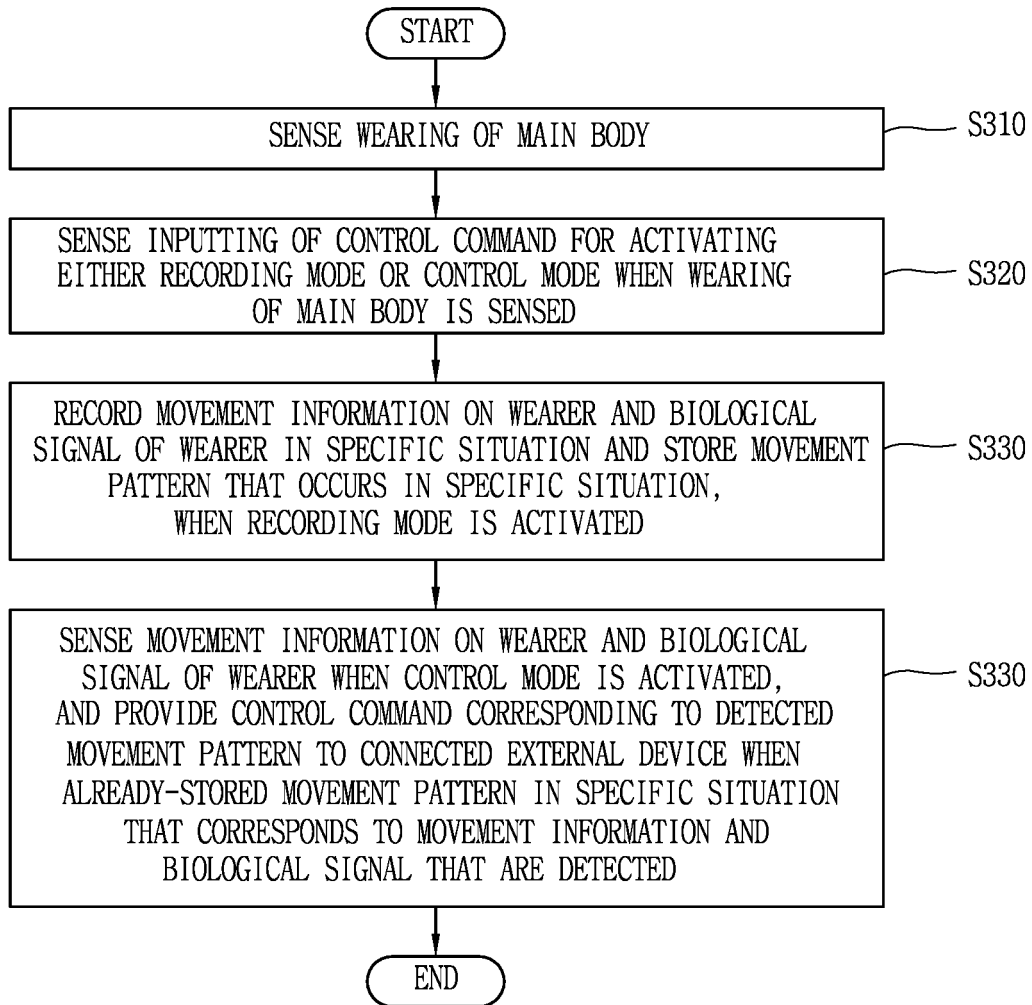 START
SENSE WEARING OF MAIN BODY
S310
SENSE INPUTTING OF CONTROL COMMAND FOR ACTIVATING
EITHER RECORDING MODE OR CONTROL MODE WHEN WEARING
OF MAIN BODY IS SENSED
S320
RECORD MOVEMENT INFORMATION ON WEARER AND BIOLOGICAL
SIGNAL OF WEARER IN SPECIFIC SITUATION AND STORE MOVEMENT
PATTERN THAT OCCURS IN SPECIFIC SITUATION,
WHEN RECORDING MODE IS ACTIVATED
S330
SENSE MOVEMENT INFORMATION ON WEARER AND BIOLOGICAL
SIGNAL OF WEARER WHEN CONTROL MODE IS ACTIVATED,
AND PROVIDE CONTROL COMMAND CORRESPONDING TO DETECTED
MOVEMENT PATTERN TO CONNECTED EXTERNAL DEVICE WHEN
ALREADY-STORED MOVEMENT PATTERN IN SPECIFIC SITUATION
THAT CORRESPONDS TO MOVEMENT INFORMATION AND
BIOLOGICAL SIGNAL THAT ARE DETECTED
S330
END